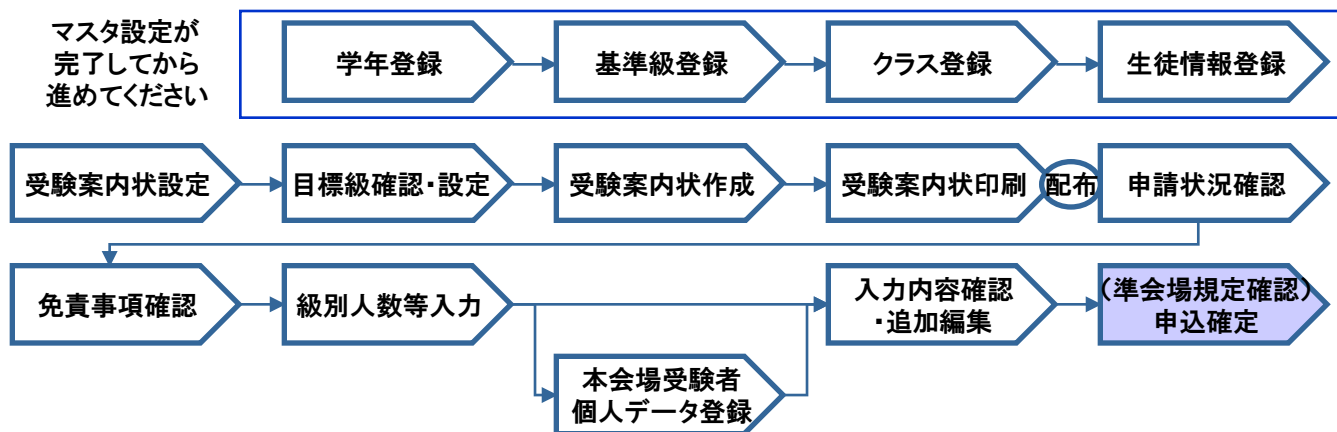 マスタ設定が
完了してから
進めてください
学年登録
基準級登録
クラス登録
生徒情報登録
受験案内状設定
目標級確認・設定
受験案内状作成
受験案内状印刷
配布
申請状況確認
免責事項確認
級別人数等入力
本会場受験者
個人データ登録
入力内容確認
・追加編集
（準会場規定確認）
申込確定